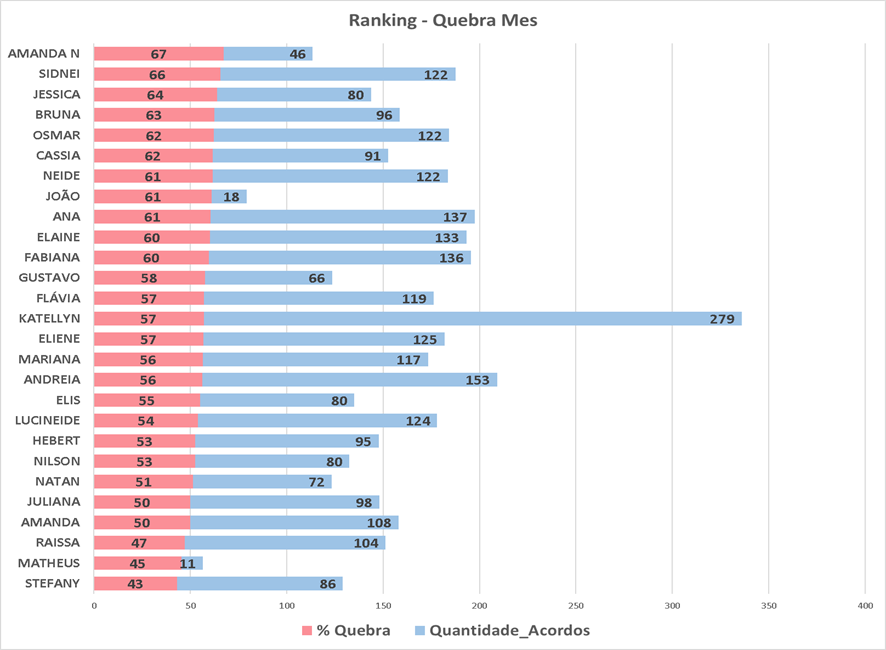 Ranking - Quebra Mes
AMANDA N 67 46
SIDNEI 66 122
JESSICA 64 80
BRUNA 63 96
OSMAR 62 122
CASSIA 62 91
NEIDE 61 122
JOÃO 61 18
ANA 61 137
ELAINE 60 133
FABIANA 60 136
GUSTAVO 58 66
FLÁVIA 57 119
KATELLYN 57 279
ELIENE 57 125
MARIANA 56 117
ANDREIA 56 153
ELIS 55 80
LUCINEIDE 54 124
HEBERT 53 95
NILSON 53 80
NATAN 51 72
JULIANA 50 98
AMANDA 50 108
RAISSA 47 104
MATHEUS 45 11
STEFANY 43 86
0 50 100 150 200 250 300 350 400
% Quebra Quantidade_Acordos